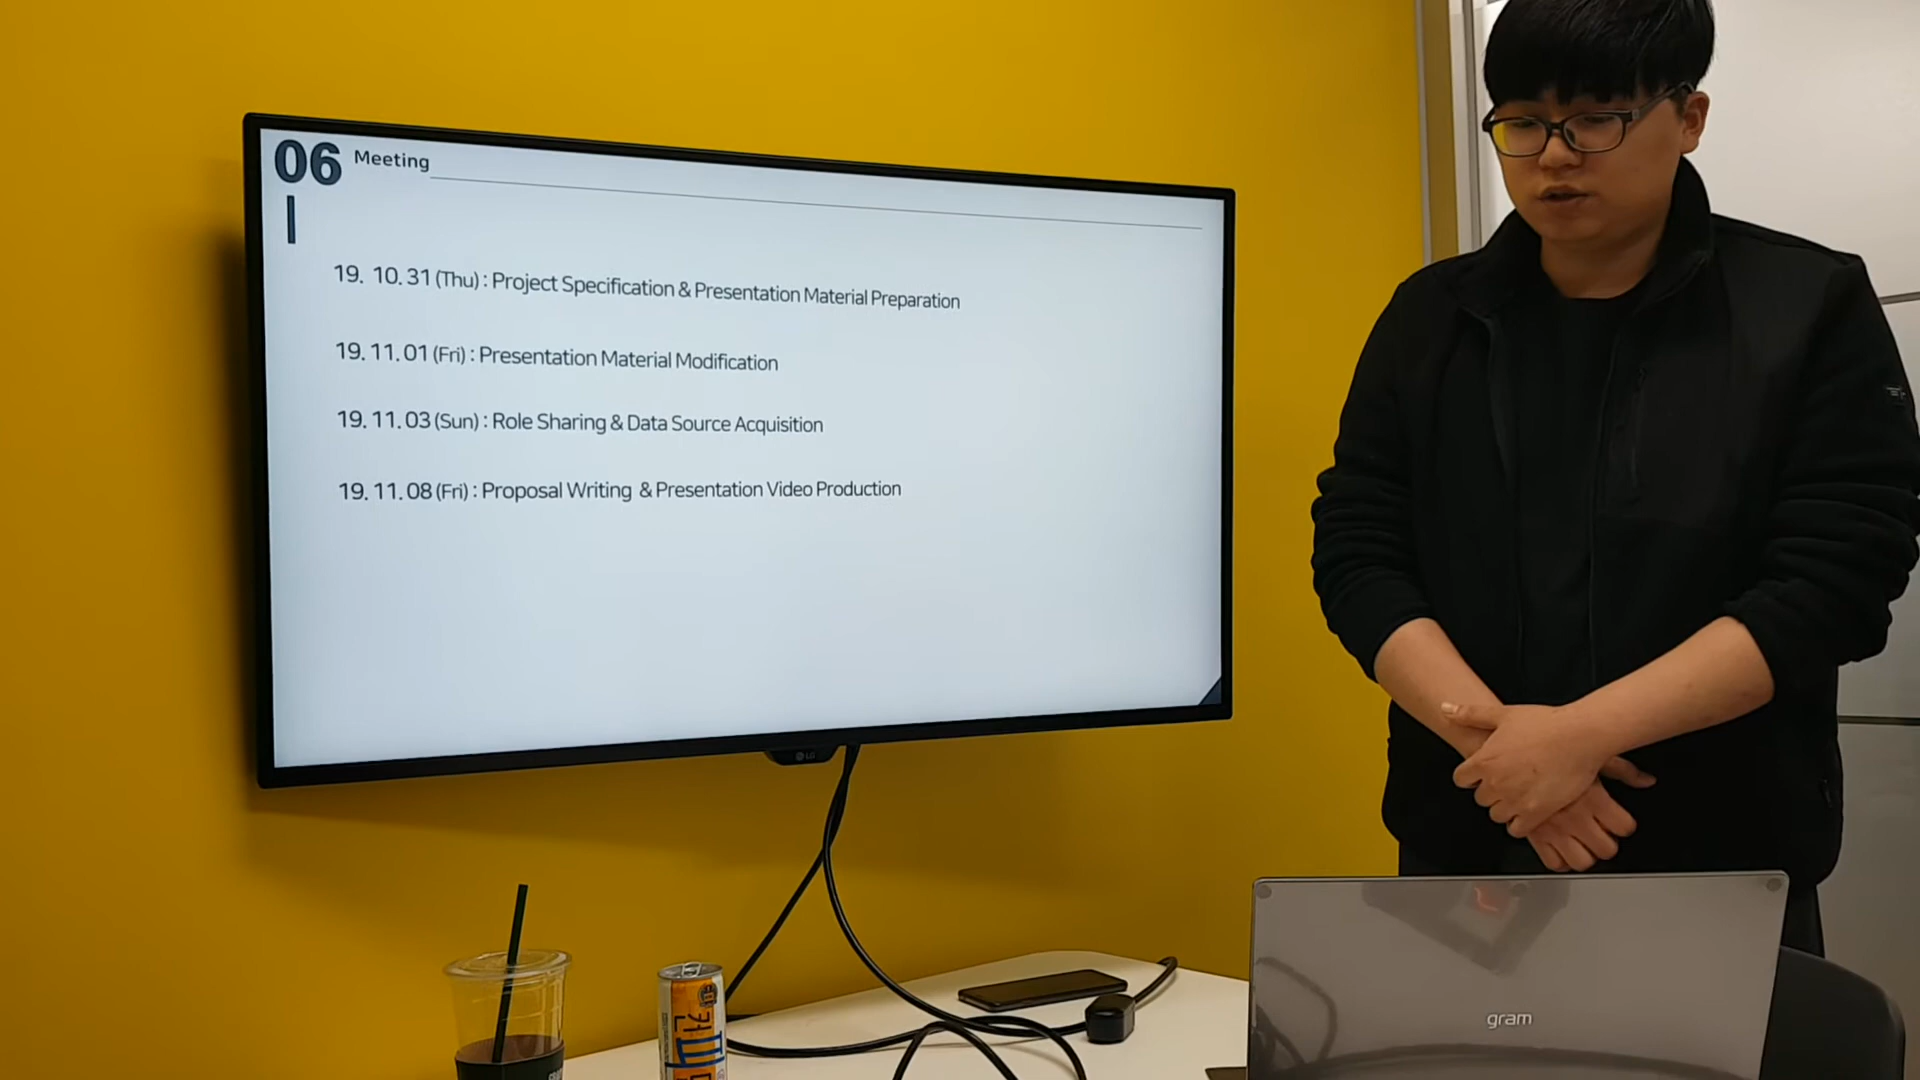 06 Meeting
19. 10. 31 (Thu) : Project Specification & Presentation Material Preparation
19. 11. 01 (Fri) : Presentation Material Modification
19. 11. 03 (Sun) : Role Sharing & Data Source Acquisition
19. 11. 08 (Fri) : Proposal Writing & Presentation Video Production
LG
gram